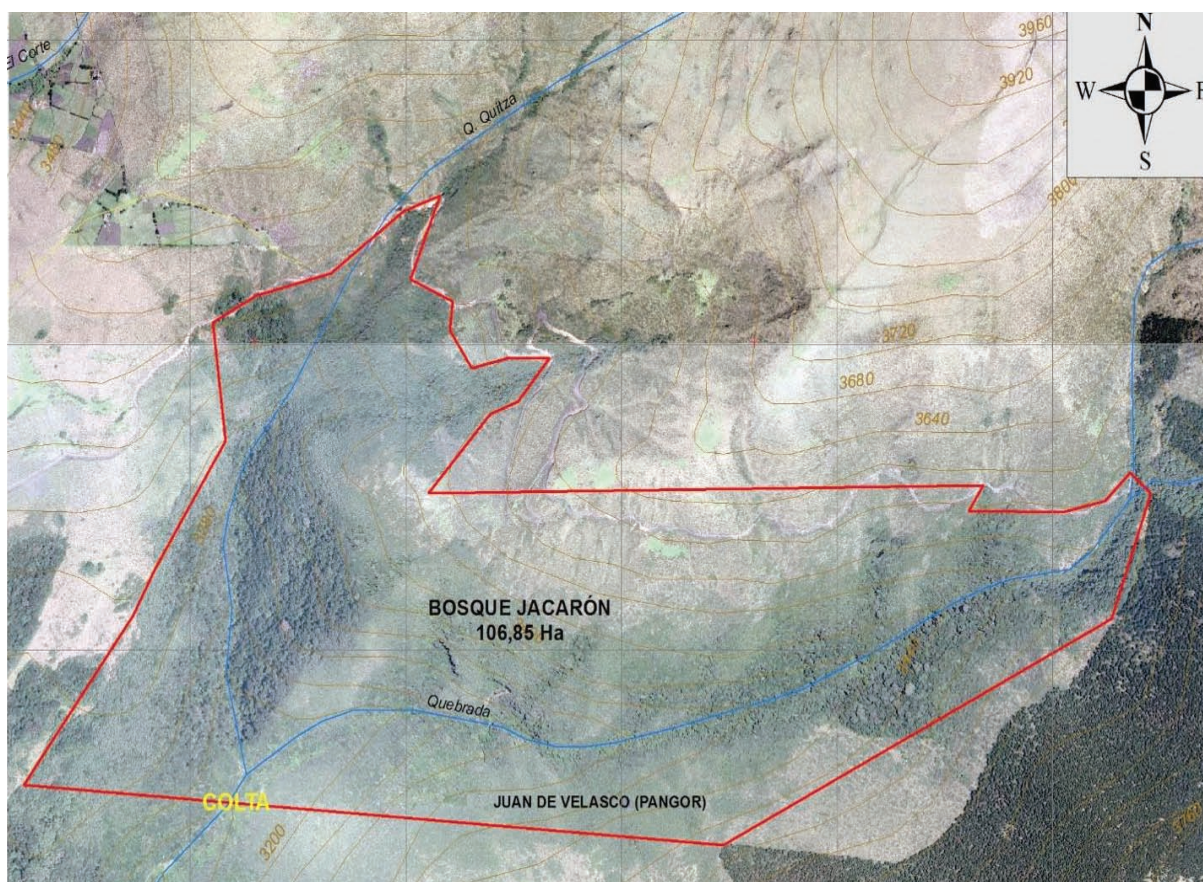 N
W
E
S
El Corte
Q. Quitza
3960
3920
3800
3720
3680
3640
BOSQUE JACARÓN
106,85 Ha
Quebrada
COLTA
JUAN DE VELASCO (PANGOR)
3200